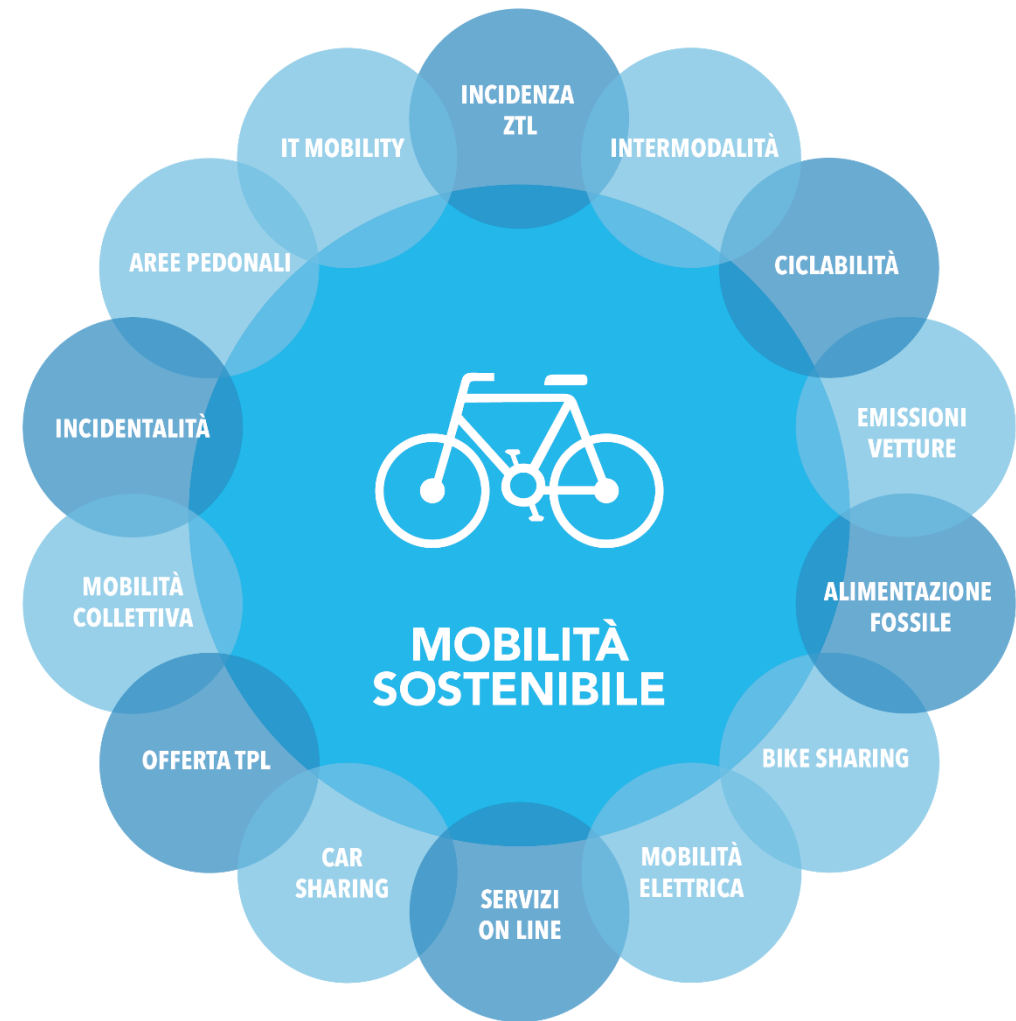 INCIDENZA
ZTL
INTERMODALITÀ
CICLABILITÀ
EMISSIONI
VETTURE
ALIMENTAZIONE
FOSSILE
BIKE SHARING
MOBILITÀ
ELETTRICA
SERVIZI
ON LINE
CAR
SHARING
OFFERTA TPL
MOBILITÀ
COLLETTIVA
INCIDENTALITÀ
AREE PEDONALI
IT MOBILITY
MOBILITÀ
SOSTENIBILE